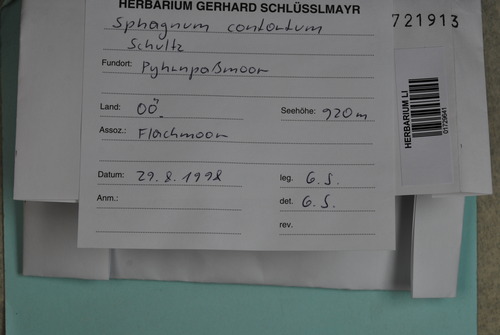 HERBARIUM GERHARD SCHLÜSSLMAYR
Sphagnum contortum
Schultz
Fundort: Pyhrnpaßmoor
Land: OÖ Seehöhe: 920 m
Assoz.: Flachmoor
Datum: 29.8.1998 leg. G.S.
Anm.: det. G.S.
rev.
721913
HERBARIUM LI
01729641